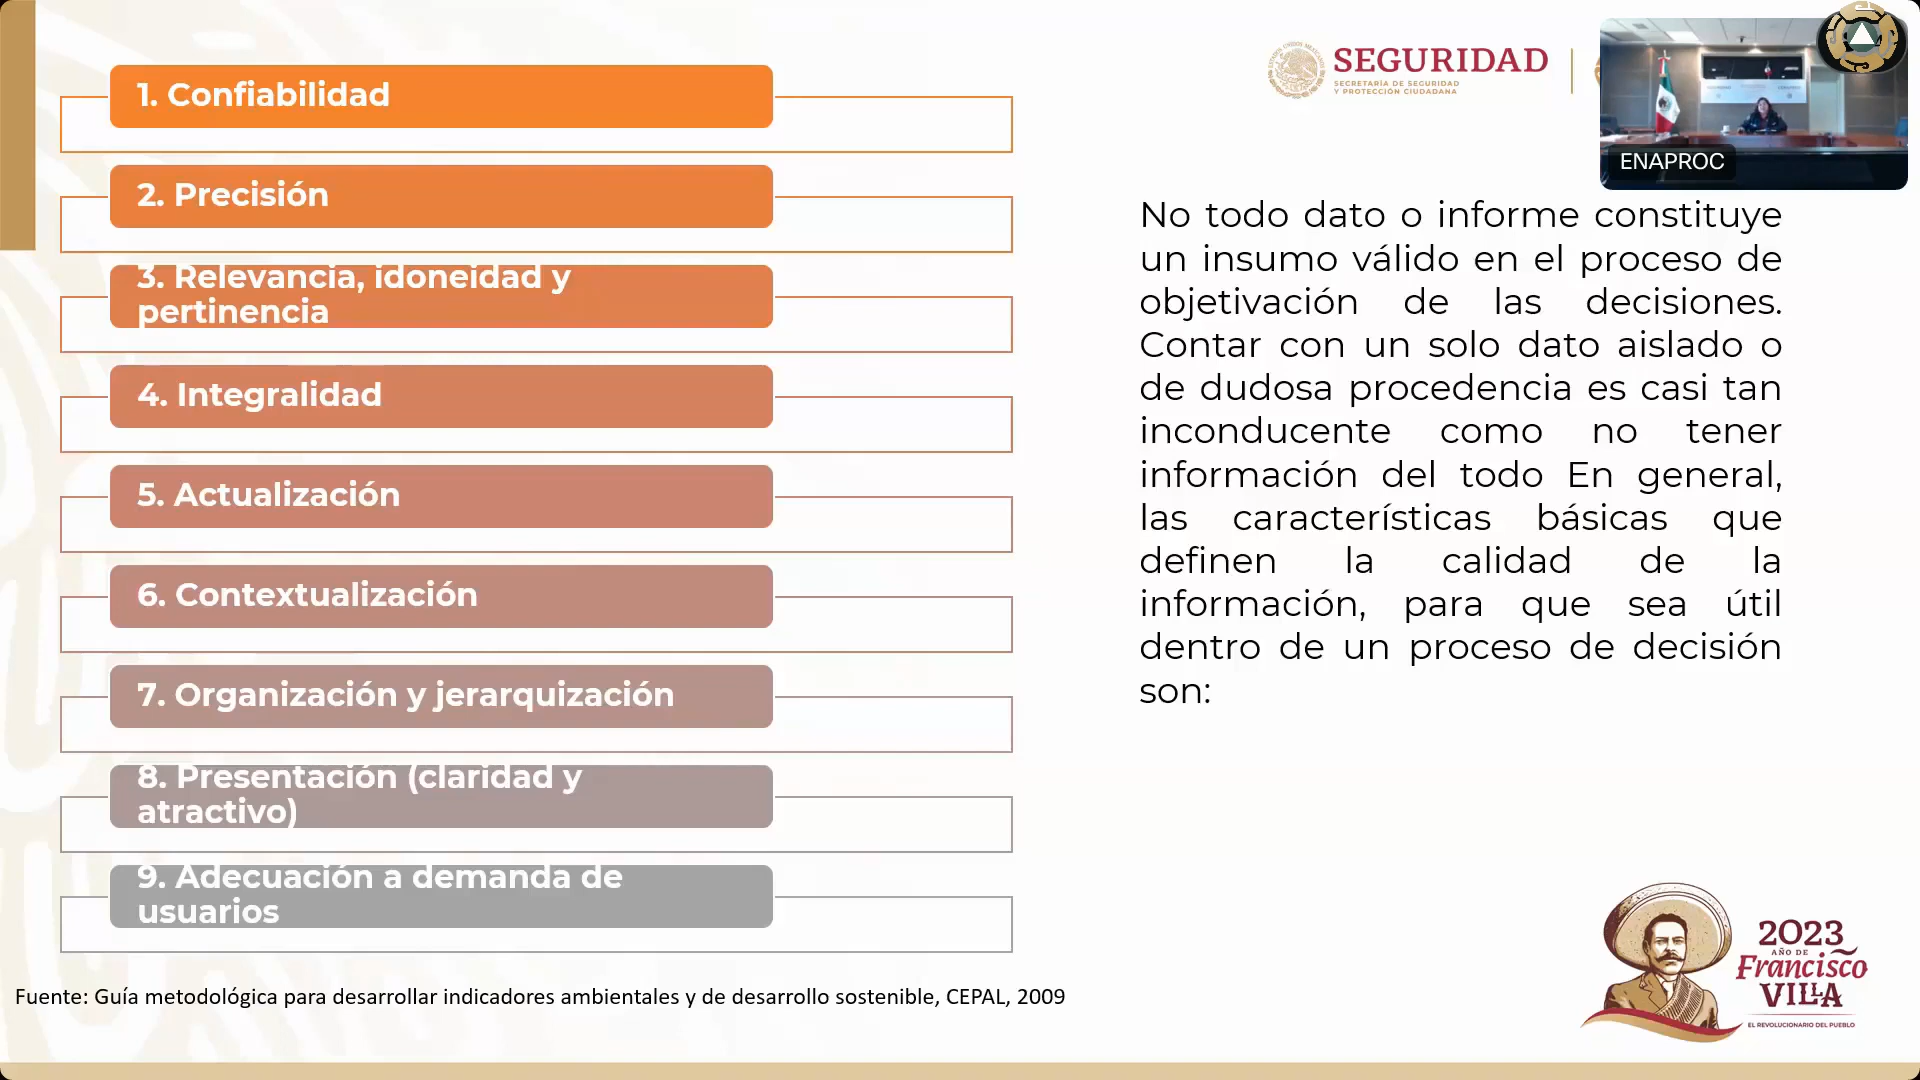 1. Confiabilidad
2. Precisión
3. Relevancia, idoneidad y
pertinencia
4. Integralidad
5. Actualización
6. Contextualización
7. Organización y jerarquización
8. Presentación (claridad y
atractivo)
9. Adecuación a demanda de
usuarios
Fuente: Guía metodológica para desarrollar indicadores ambientales y de desarrollo sostenible, CEPAL, 2009
SEGURIDAD
SECRETARÍA DE SEGURIDAD
Y PROTECCIÓN CIUDADANA
ENAPROC
No todo dato o informe constituye
un insumo válido en el proceso de
objetivación de las decisiones.
Contar con un solo dato aislado o
de dudosa procedencia es casi tan
inconducente como no tener
información del todo En general,
las características básicas que
definen la calidad de la
información, para que sea útil
dentro de un proceso de decisión
son:
2023
AÑO DE
Francisco
VILLA
EL REVOLUCIONARIO DEL PUEBLO